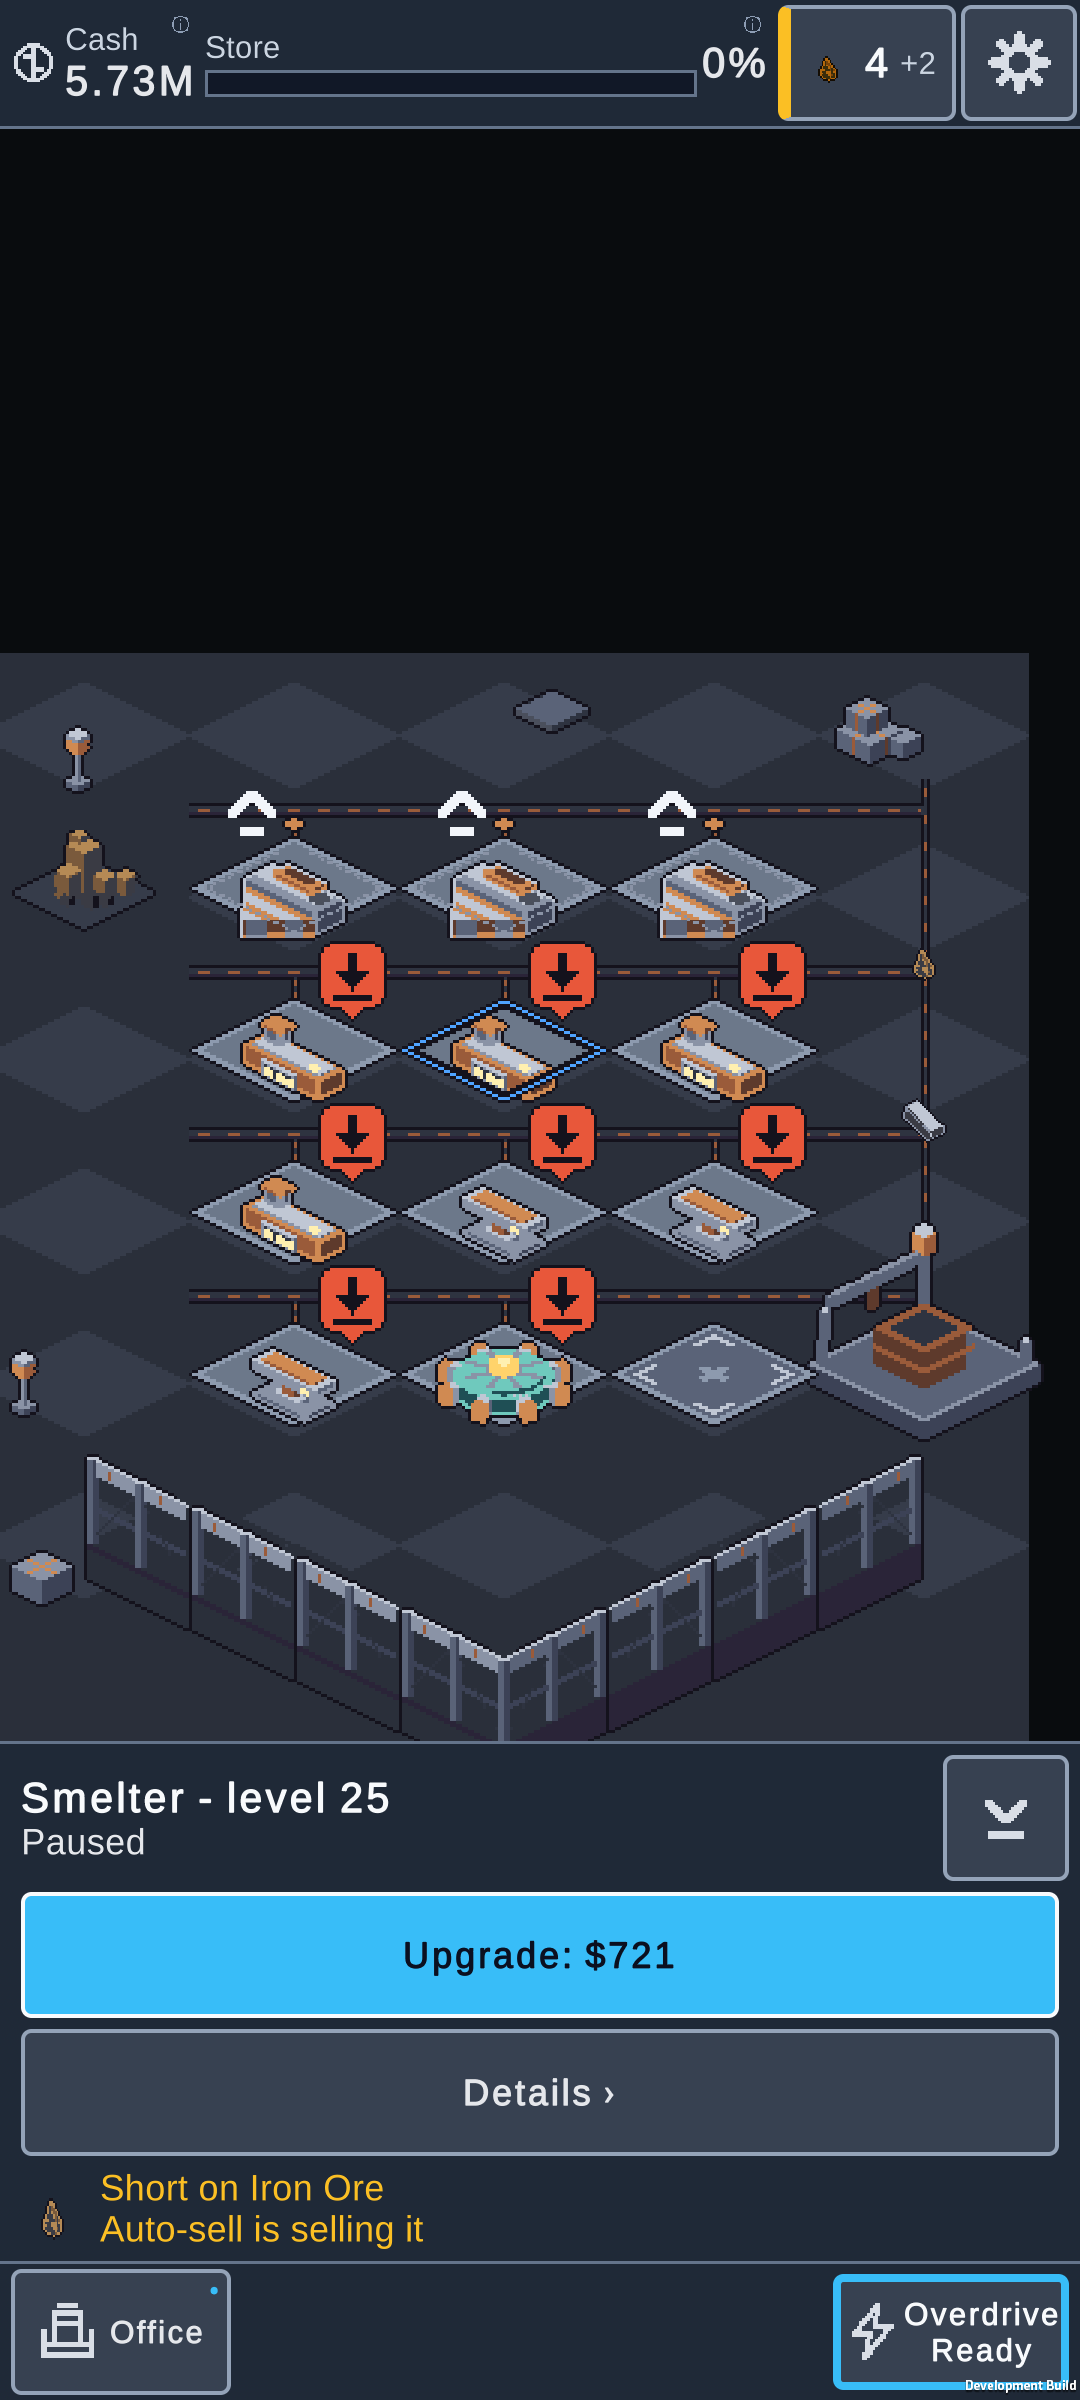 Cash
5.73M
Store
0%
4 +2
Smelter - level 25
Paused
Upgrade: $721
Details ›
Short on Iron Ore
Auto-sell is selling it
Office
Overdrive
Ready
Development Build